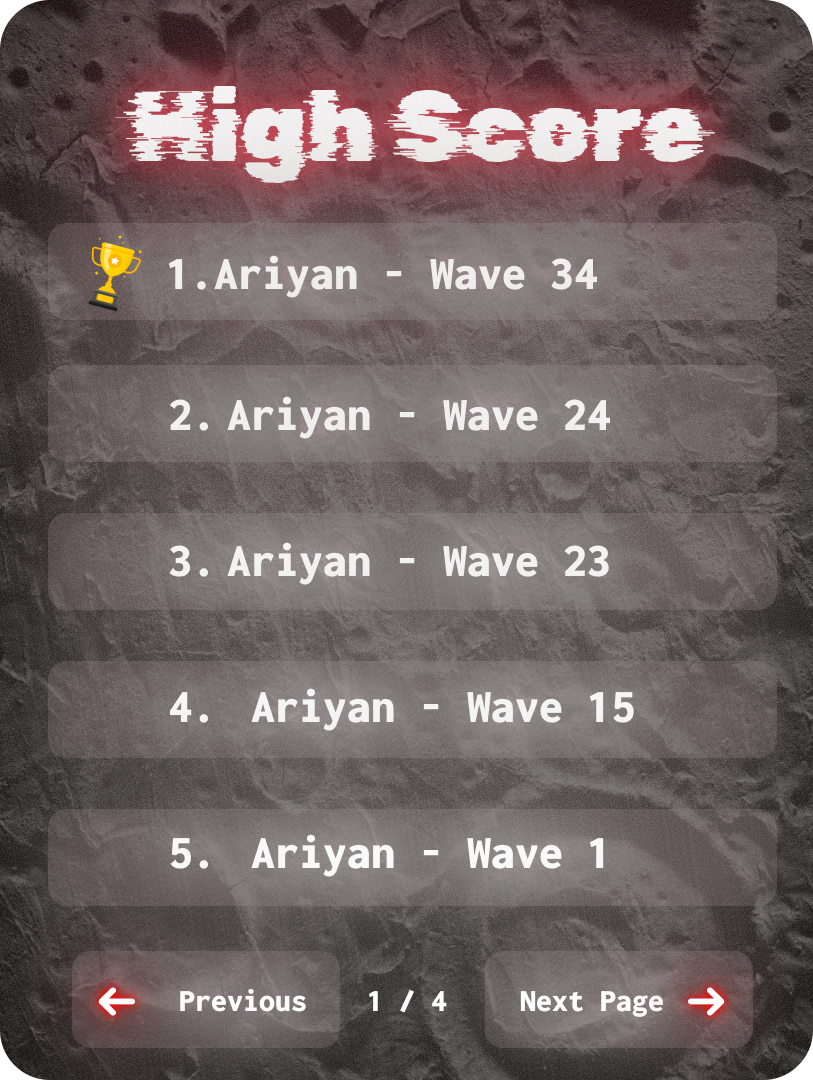 High Score
1.Ariyan - Wave 34
2. Ariyan - Wave 24
3. Ariyan - Wave 23
4. Ariyan - Wave 15
5. Ariyan - Wave 1
Previous 1 / 4 Next Page